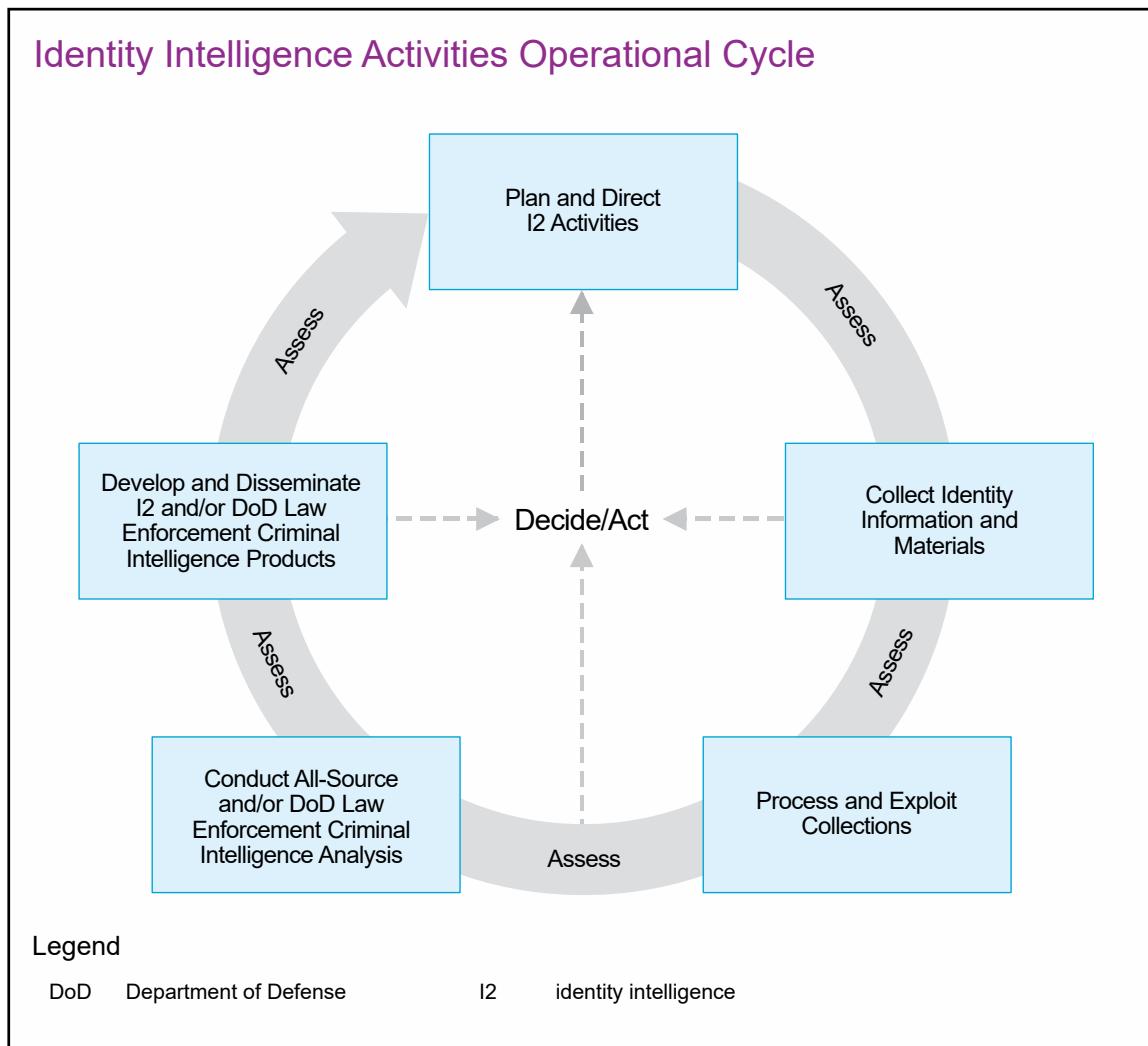 Identity Intelligence Activities Operational Cycle
Plan and Direct
I2 Activities
Assess
Assess
Develop and Disseminate
I2 and/or DoD Law
Enforcement Criminal
Intelligence Products
Decide/Act
Collect Identity
Information and
Materials
Assess
Assess
Conduct All-Source
and/or DoD Law
Enforcement Criminal
Intelligence Analysis
Assess
Process and Exploit
Collections
Legend
DoD Department of Defense I2 identity intelligence